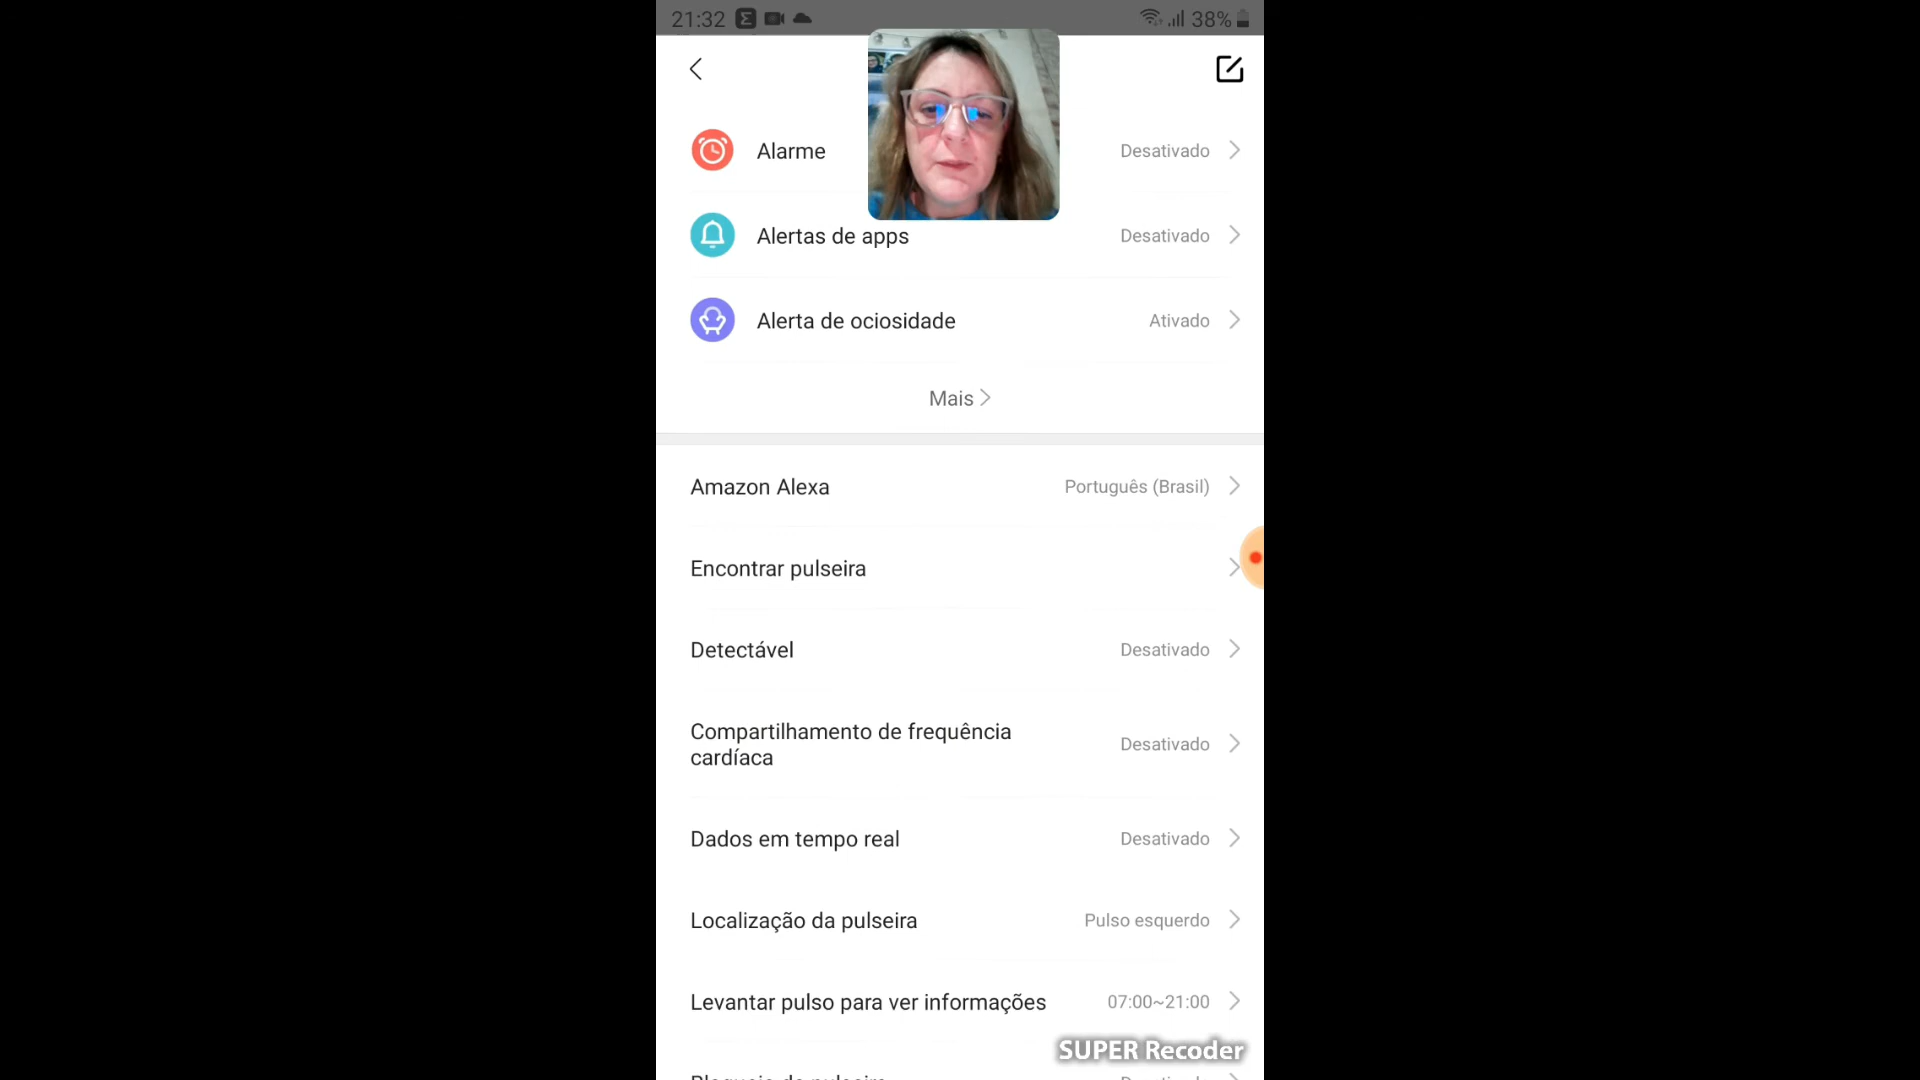 21:32 38%
Alarme Desativado
Alertas de apps Desativado
Alerta de ociosidade Ativado
Mais
Amazon Alexa Português (Brasil)
Encontrar pulseira
Detectável Desativado
Compartilhamento de frequência
cardíaca Desativado
Dados em tempo real Desativado
Localização da pulseira Pulso esquerdo
Levantar pulso para ver informações 07:00~21:00
SUPER Recoder